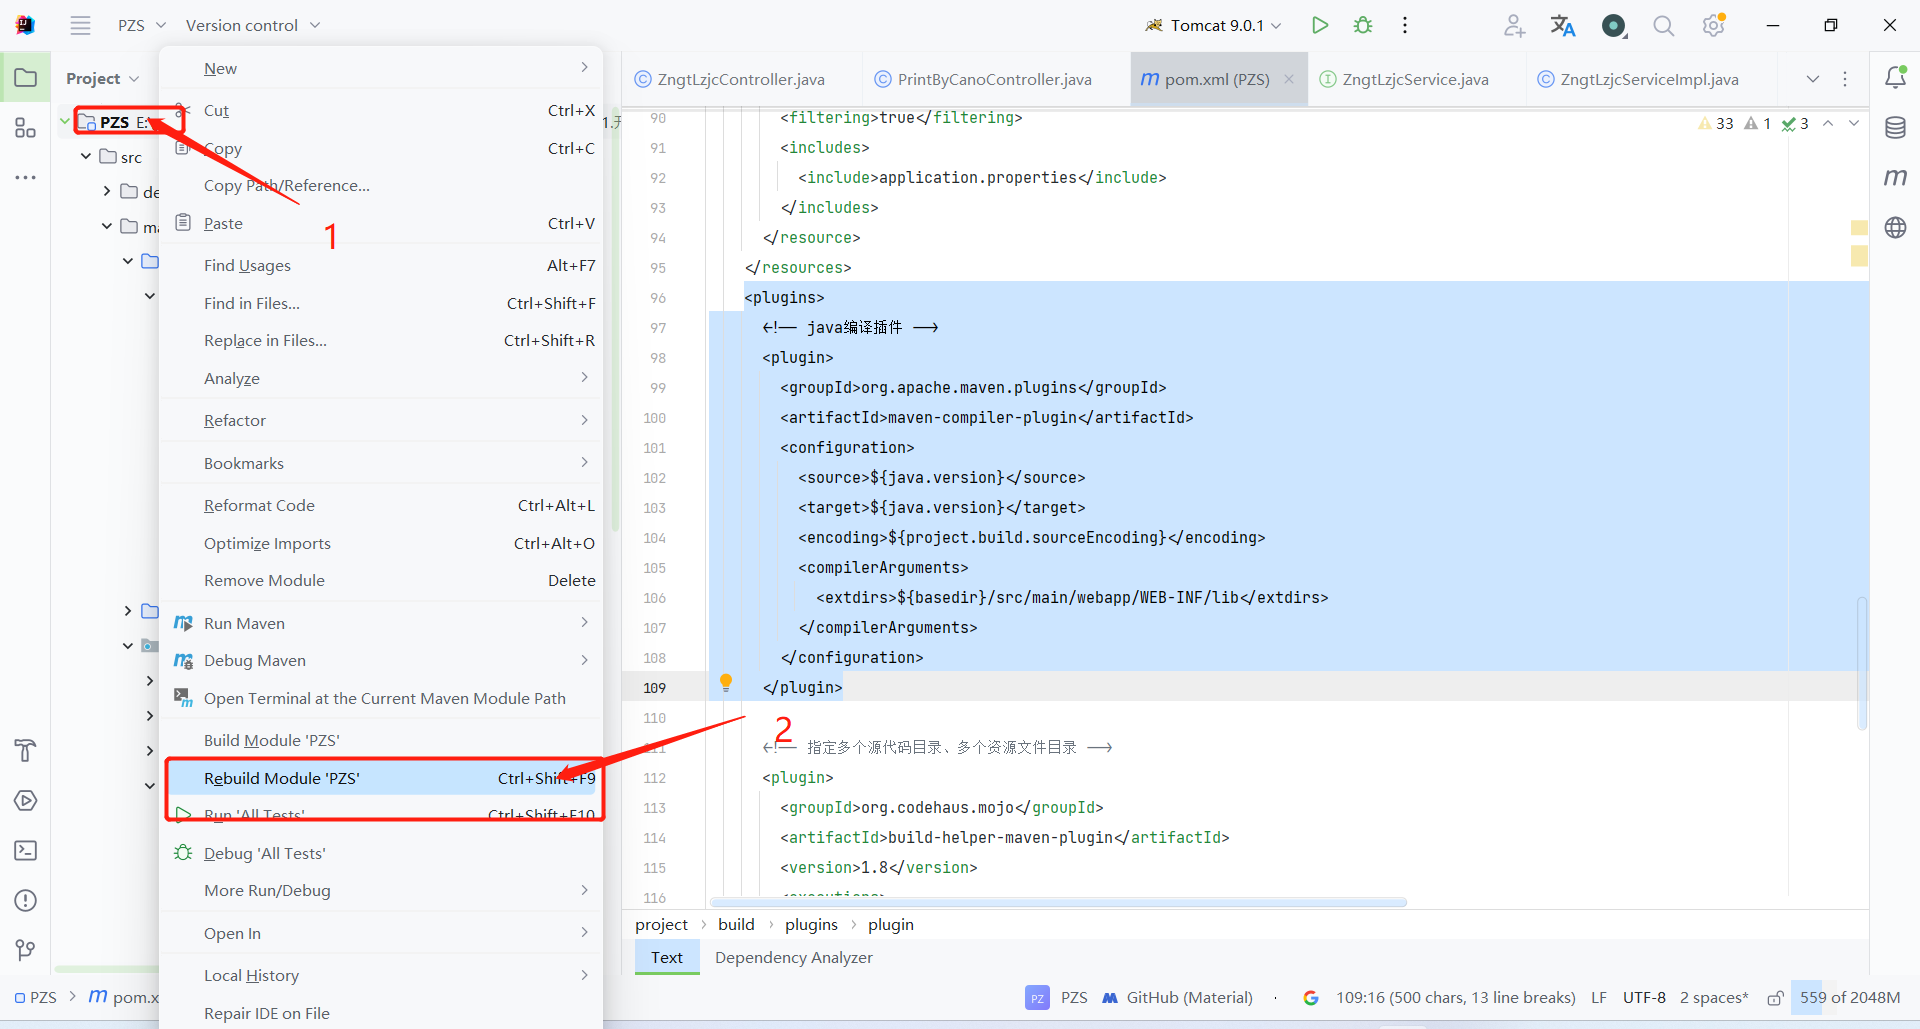 PZS
Version control
Tomcat 9.0.1
Project
ZngtLzjcController.java
PrintByCanoController.java
pom.xml (PZS)
ZngtLzjcService.java
ZngtLzjcServiceImpl.java
PZS E:\
src
de
ma
1
New
Cut Ctrl+X
Copy Ctrl+C
Copy Path/Reference...
Paste Ctrl+V
Find Usages Alt+F7
Find in Files... Ctrl+Shift+F
Replace in Files... Ctrl+Shift+R
Analyze
Refactor
Bookmarks
Reformat Code Ctrl+Alt+L
Optimize Imports Ctrl+Alt+O
Remove Module Delete
Run Maven
Debug Maven
Open Terminal at the Current Maven Module Path
Build Module 'PZS'
Rebuild Module 'PZS' Ctrl+Shift+F9
Run 'All Tests' Ctrl+Shift+F10
Debug 'All Tests'
More Run/Debug
Open In
Local History
Repair IDE on File
2
33 1 3
90 <filtering>true</filtering>
91 <includes>
92 <include>application.properties</include>
93 </includes>
94 </resource>
95 </resources>
96 <plugins>
97 <!-- java编译插件 -->
98 <plugin>
99 <groupId>org.apache.maven.plugins</groupId>
100 <artifactId>maven-compiler-plugin</artifactId>
101 <configuration>
102 <source>${java.version}</source>
103 <target>${java.version}</target>
104 <encoding>${project.build.sourceEncoding}</encoding>
105 <compilerArguments>
106 <extdirs>${basedir}/src/main/webapp/WEB-INF/lib</extdirs>
107 </compilerArguments>
108 </configuration>
109 </plugin>
110
111 <!-- 指定多个源代码目录、多个资源文件目录 -->
112 <plugin>
113 <groupId>org.codehaus.mojo</groupId>
114 <artifactId>build-helper-maven-plugin</artifactId>
115 <version>1.8</version>
116 <executions>
project > build > plugins > plugin
Text Dependency Analyzer
PZS > pom.x
PZ PZS GitHub (Material) 109:16 (500 chars, 13 line breaks) LF UTF-8 2 spaces* 559 of 2048M